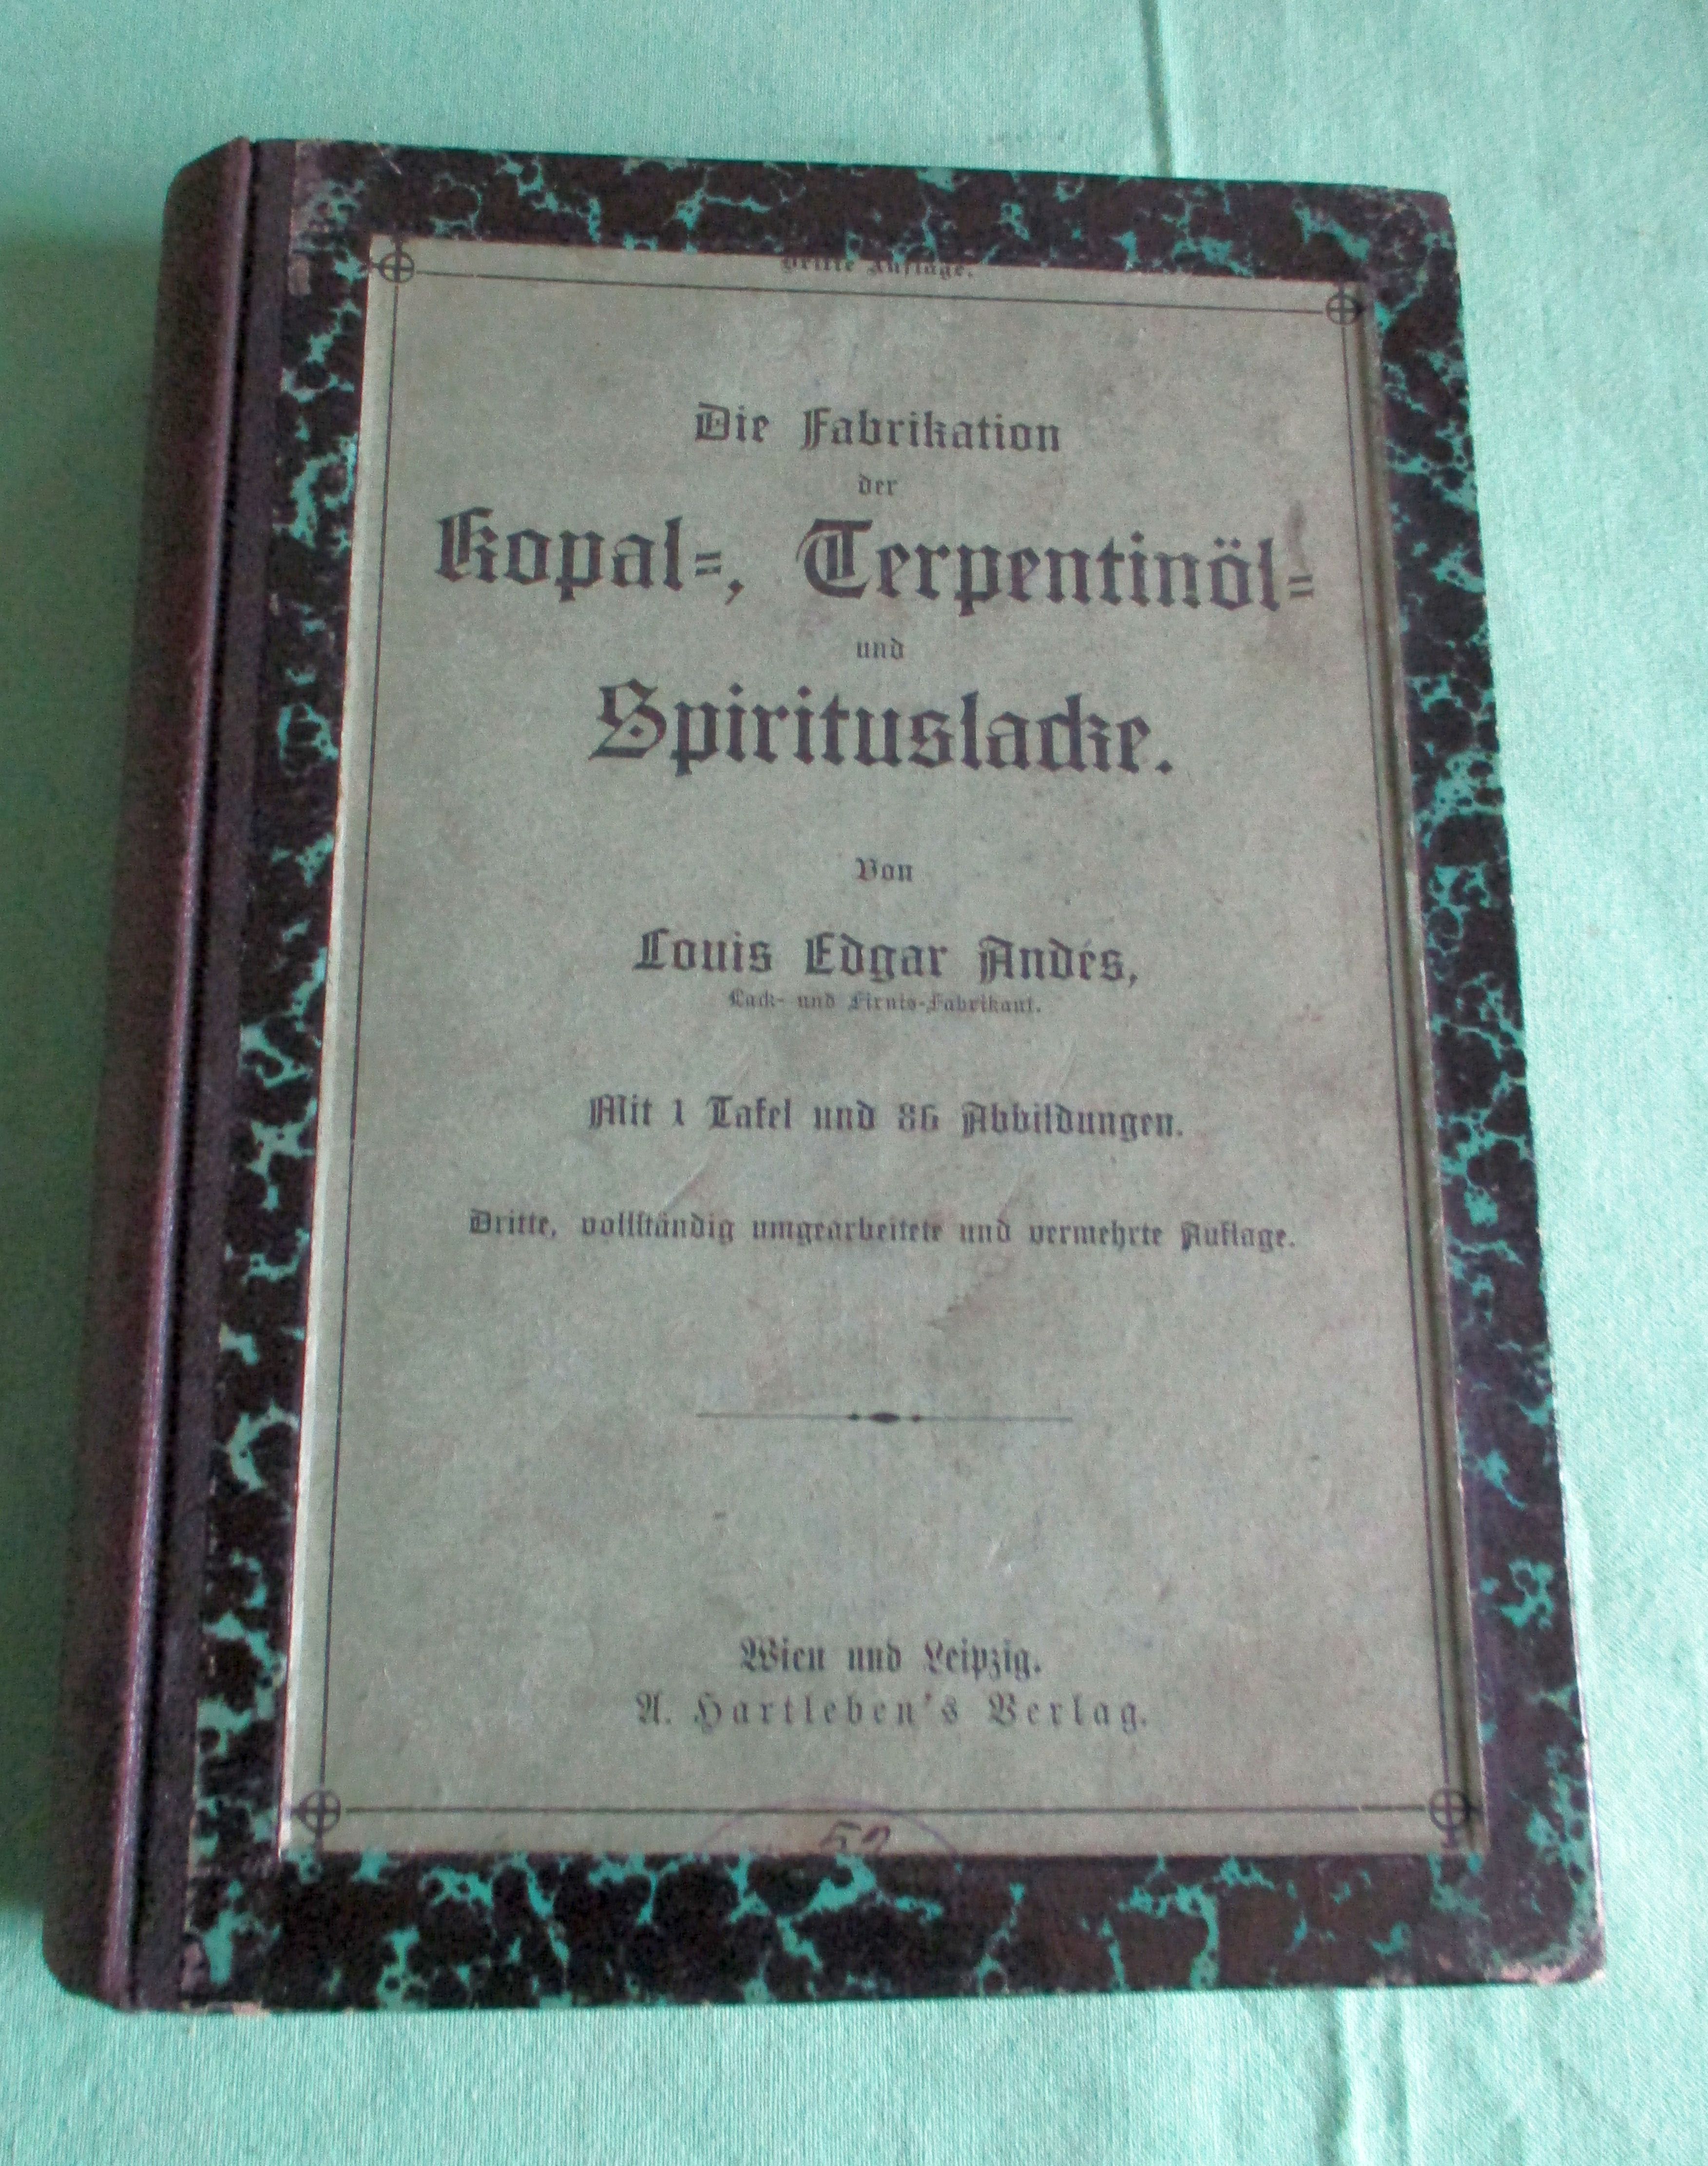 Dritte Auflage.
Die Fabrikation
der
Kopal=, Terpentinöl=
und
Spirituslacke.
Von
Louis Edgar Andés,
Lack- und Firnis-Fabrikant.
Mit 1 Tafel und 86 Abbildungen.
Dritte, vollständig umgearbeitete und vermehrte Auflage.
Wien und Leipzig.
A. Hartleben's Verlag.
52